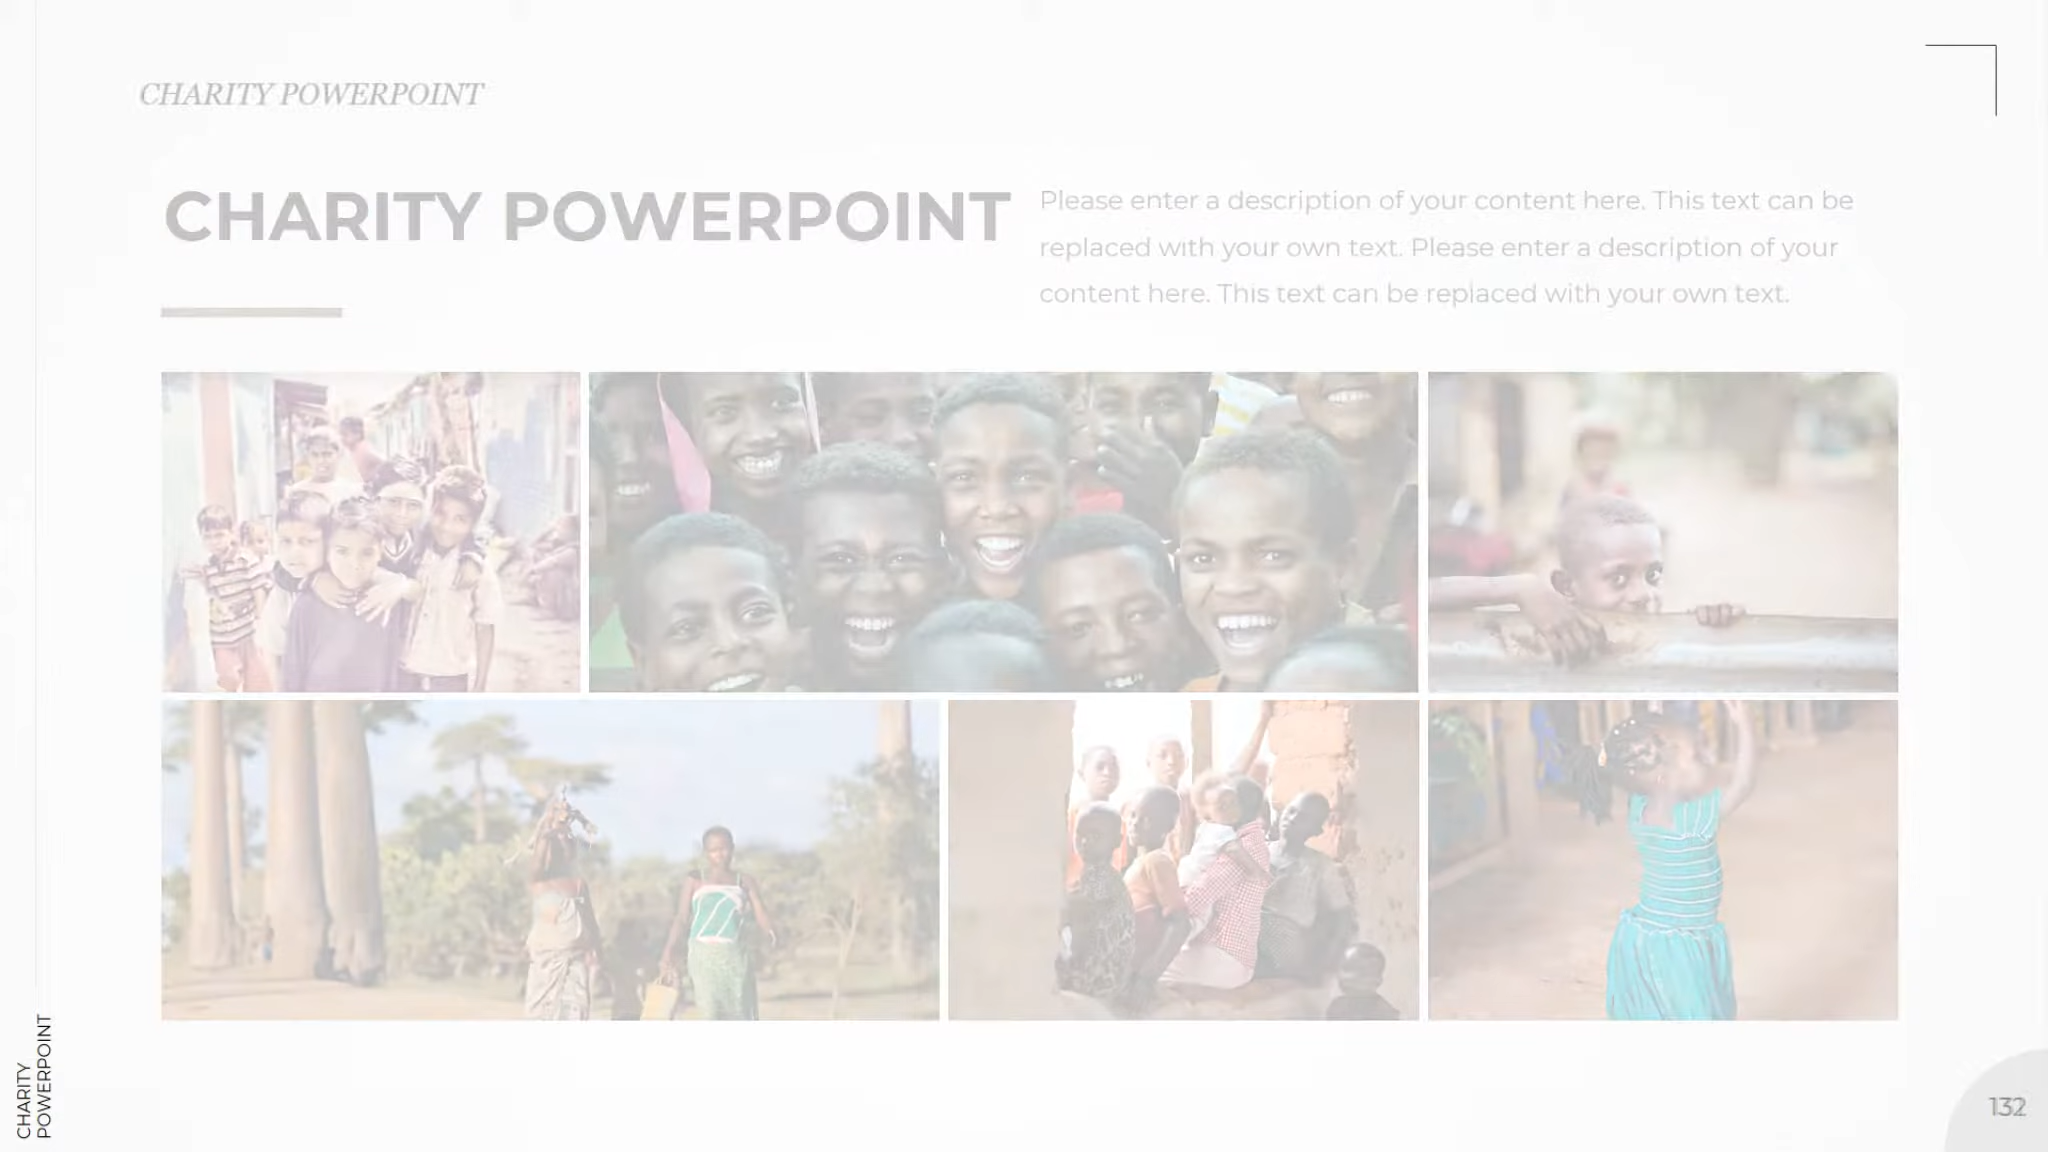 CHARITY POWERPOINT
CHARITY POWERPOINT
Please enter a description of your content here. This text can be
replaced with your own text. Please enter a description of your
content here. This text can be replaced with your own text.
CHARITY
POWERPOINT
132